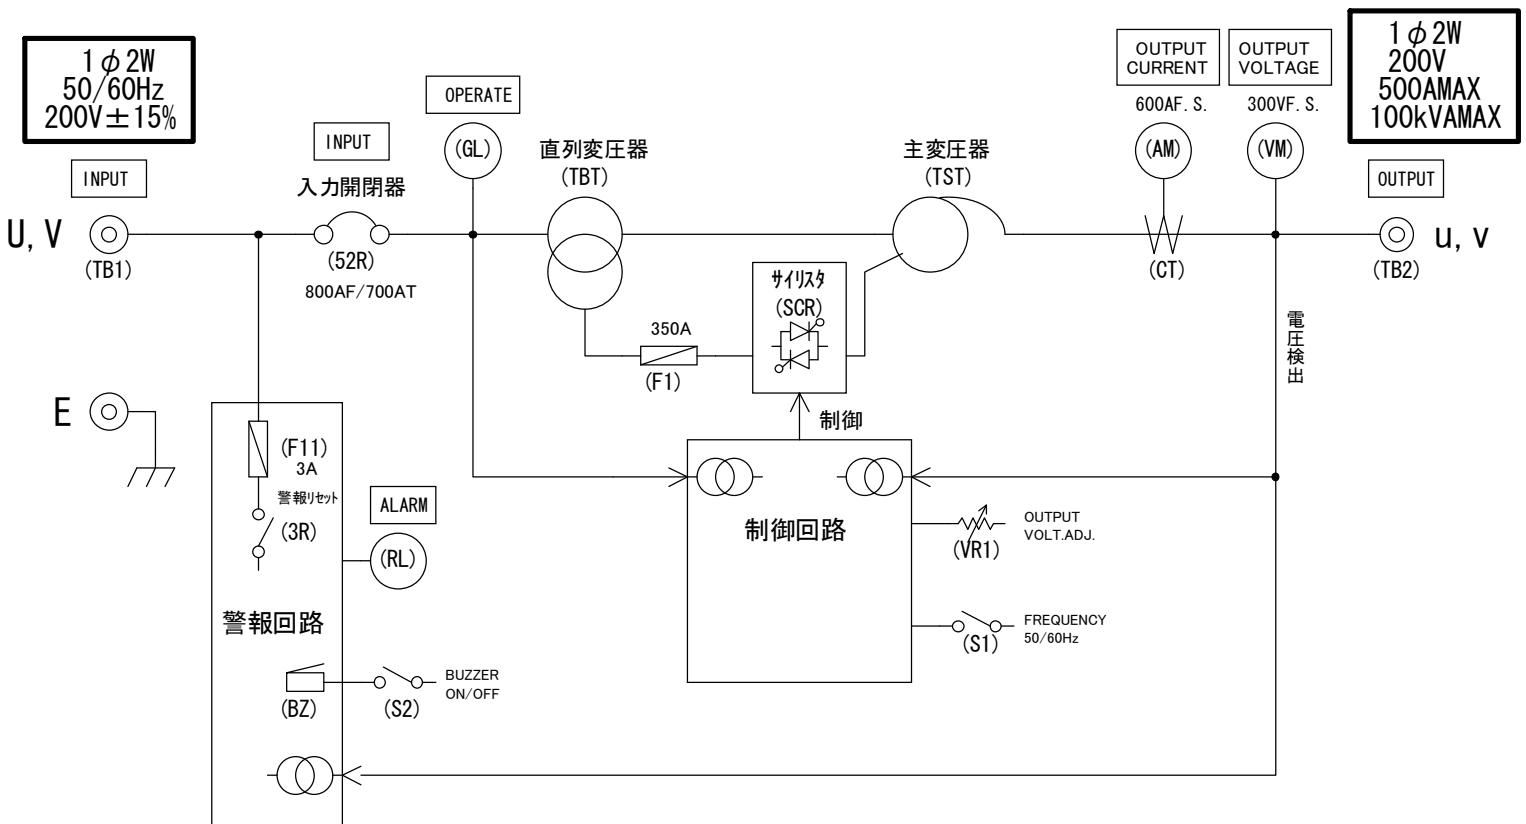 1φ2W
50/60Hz
200V±15%
INPUT
U, V
(TB1)
INPUT
入力開閉器
(52R)
800AF/700AT
OPERATE
(GL)
直列変圧器
(TBT)
主変圧器
(TST)
OUTPUT
CURRENT
600AF. S.
(AM)
(CT)
OUTPUT
VOLTAGE
300VF. S.
(VM)
1φ2W
200V
500AMAX
100kVAMAX
OUTPUT
u, v
(TB2)
サイリスタ
(SCR)
350A
(F1)
電圧検出
制御
E
(F11)
3A
警報リセット
(3R)
ALARM
(RL)
制御回路
(VR1)
OUTPUT
VOLT.ADJ.
(S1)
FREQUENCY
50/60Hz
警報回路
(BZ)
(S2)
BUZZER
ON/OFF